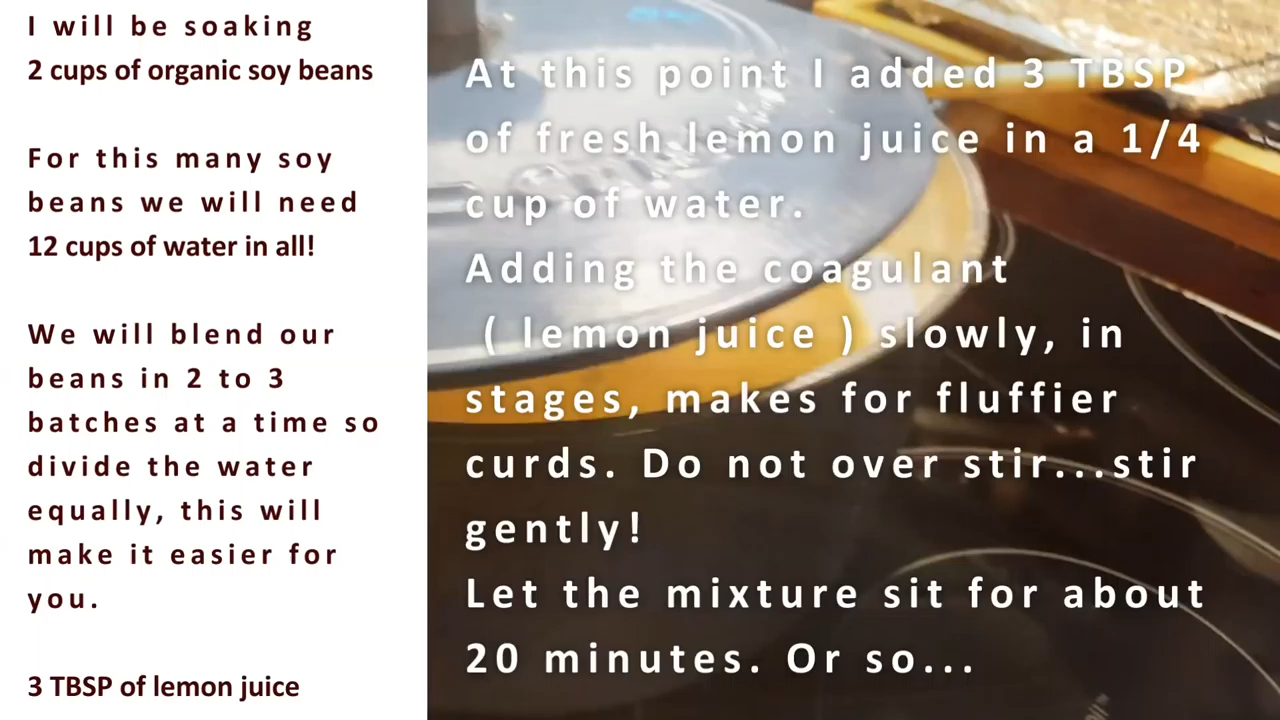 I will be soaking
2 cups of organic soy beans
For this many soy
beans we will need
12 cups of water in all!
We will blend our
beans in 2 to 3
batches at a time so
divide the water
equally, this will
make it easier for
you.
3 TBSP of lemon juice
At this point I added 3 TBSP
of fresh lemon juice in a 1/4
cup of water.
Adding the coagulant
( lemon juice ) slowly, in
stages, makes for fluffier
curds. Do not over stir...stir
gently!
Let the mixture sit for about
20 minutes. Or so...